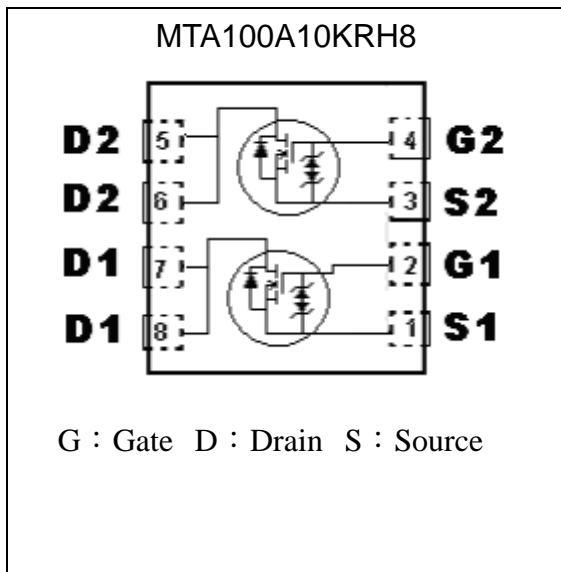 MTA100A10KRH8
D2 5 4 G2
D2 6 3 S2
D1 7 2 G1
D1 8 1 S1
G：Gate D：Drain S：Source